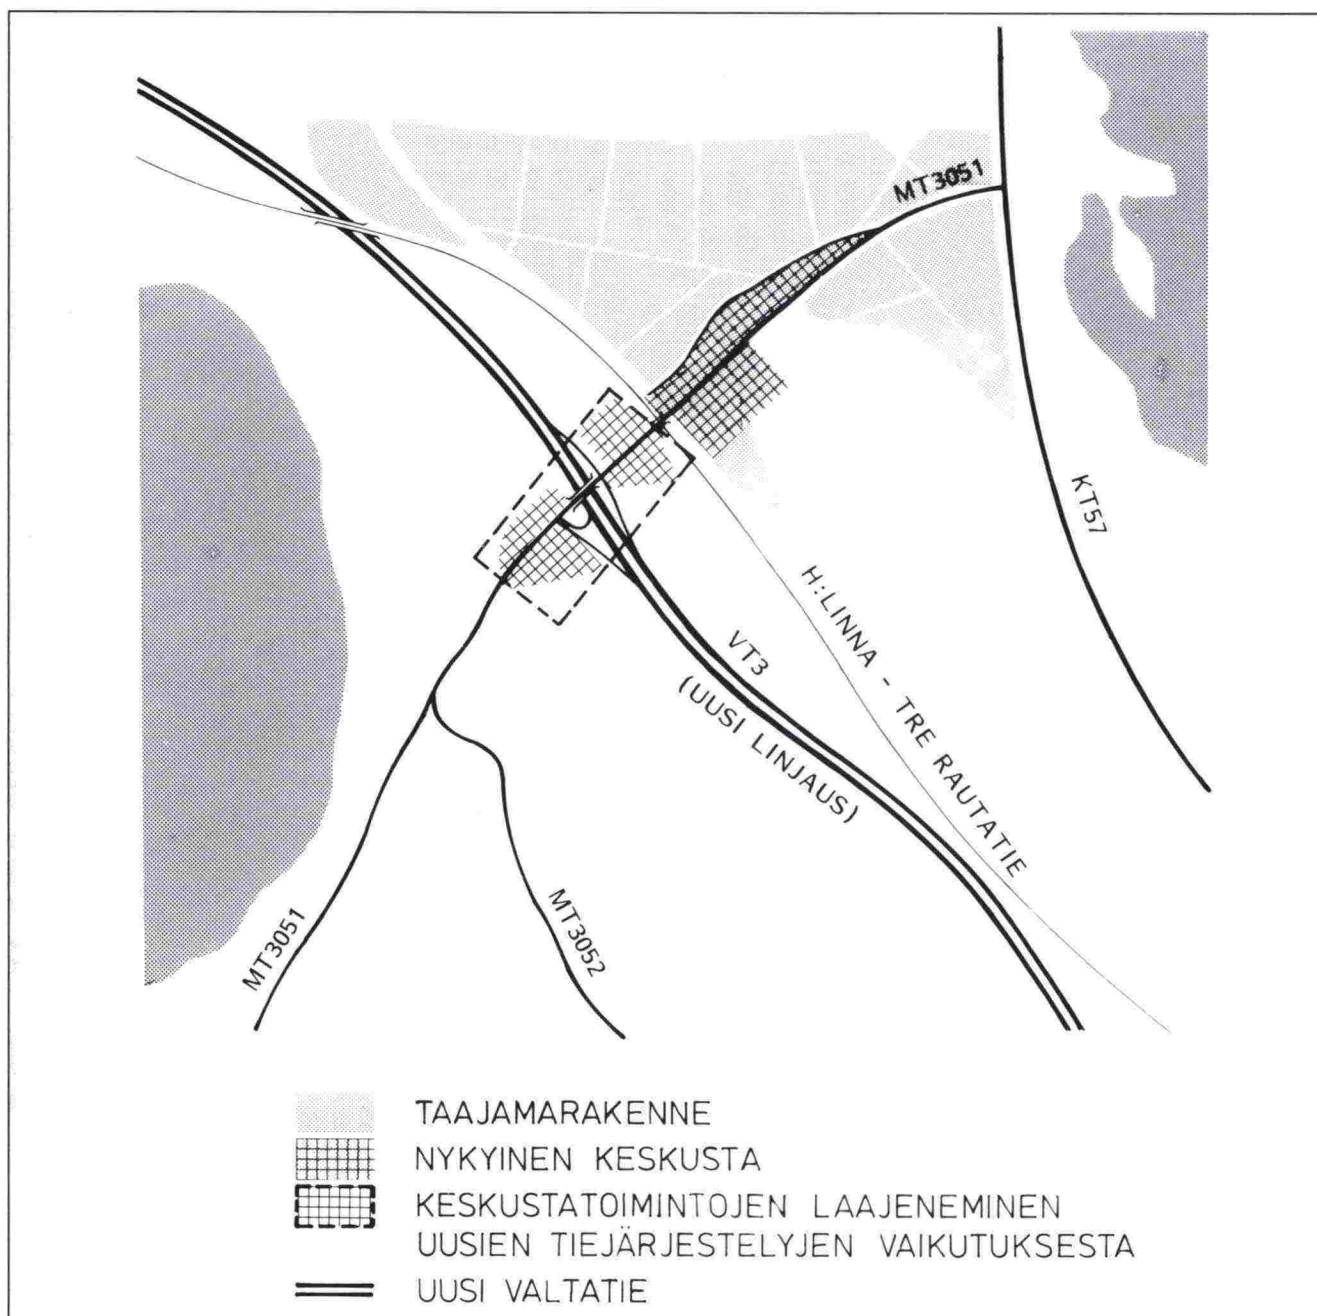 MT3051
KT57
H:LINNA - TRE RAUTATIE
VT3
(UUSI LINJAUS)
MT3051
MT3052
TAAJAMARAKENNE
NYKYINEN KESKUSTA
KESKUSTATOIMINTOJEN LAAJENEMINEN
UUSIEN TIEJÄRJESTELYJEN VAIKUTUKSESTA
UUSI VALTATIE